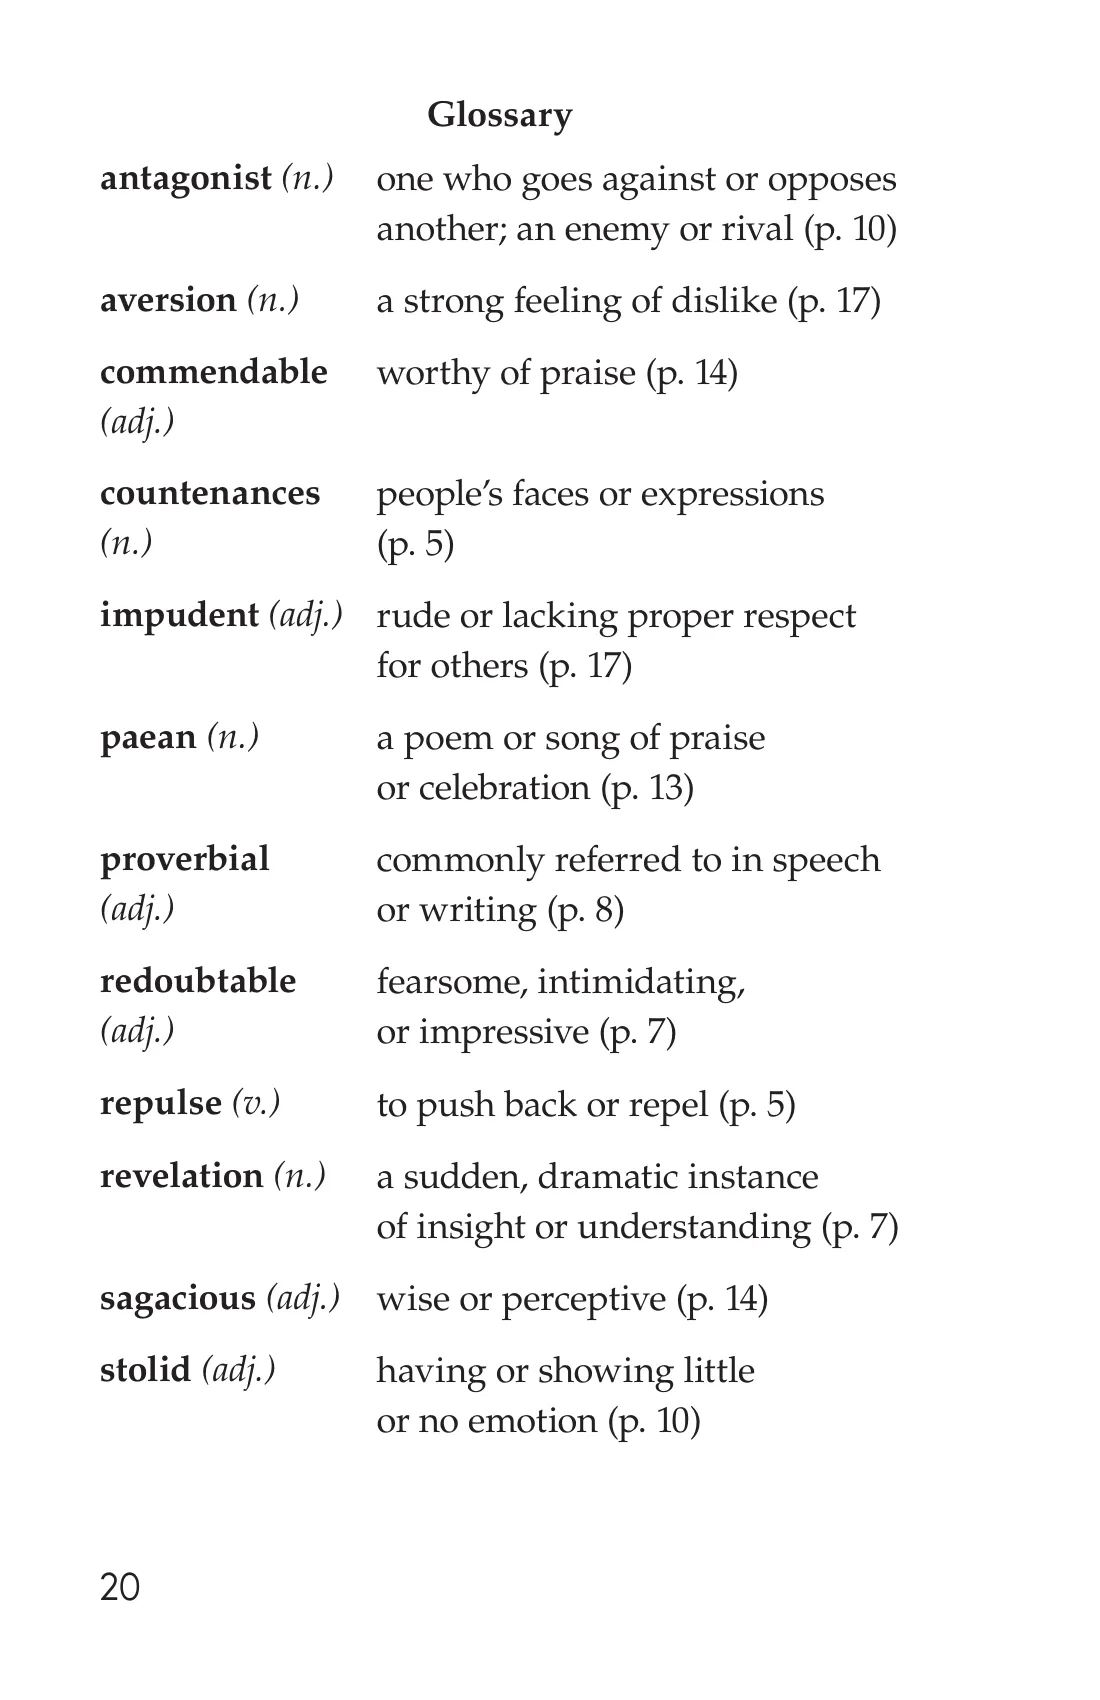 Glossary
antagonist (n.) one who goes against or opposes
another; an enemy or rival (p. 10)
aversion (n.) a strong feeling of dislike (p. 17)
commendable worthy of praise (p. 14)
(adj.)
countenances people’s faces or expressions
(n.) (p. 5)
impudent (adj.) rude or lacking proper respect
for others (p. 17)
paean (n.) a poem or song of praise
or celebration (p. 13)
proverbial commonly referred to in speech
(adj.) or writing (p. 8)
redoubtable fearsome, intimidating,
(adj.) or impressive (p. 7)
repulse (v.) to push back or repel (p. 5)
revelation (n.) a sudden, dramatic instance
of insight or understanding (p. 7)
sagacious (adj.) wise or perceptive (p. 14)
stolid (adj.) having or showing little
or no emotion (p. 10)
20